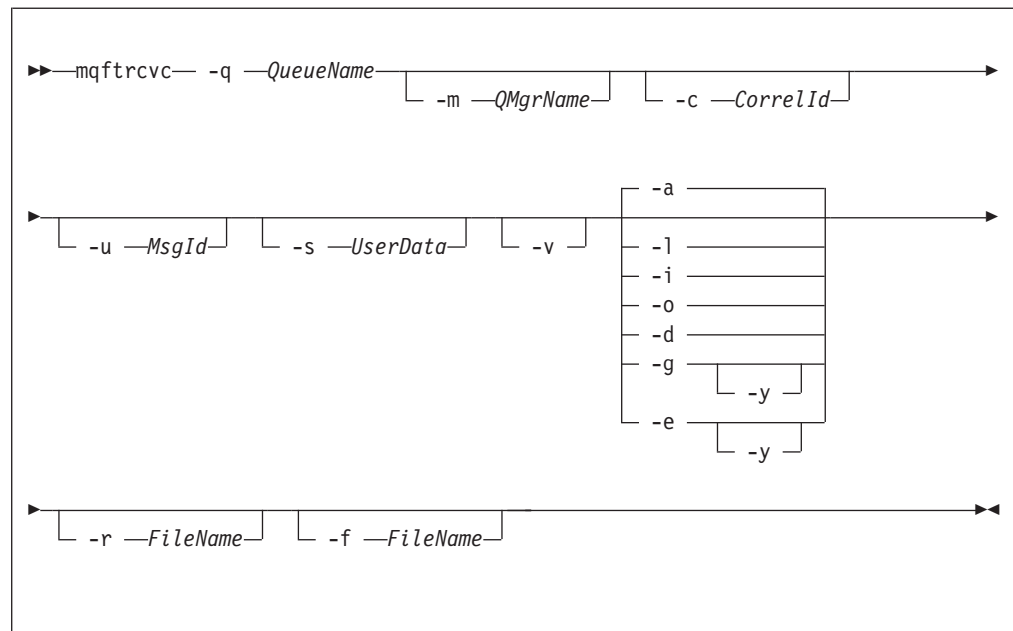 mqftrcvc -q QueueName
-m QMgrName -c CorrelId
-a
-u MsgId -s UserData -v -l
-i
-o
-d
-g
-y
-e
-y
-r FileName -f FileName